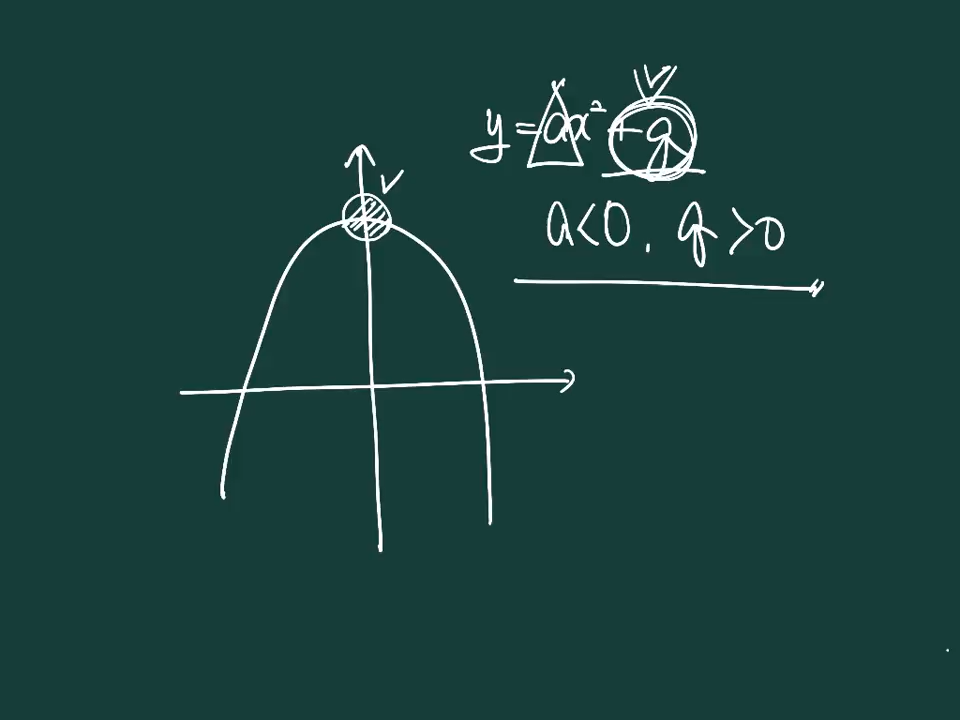 y = ax² + q
a < 0, q > 0